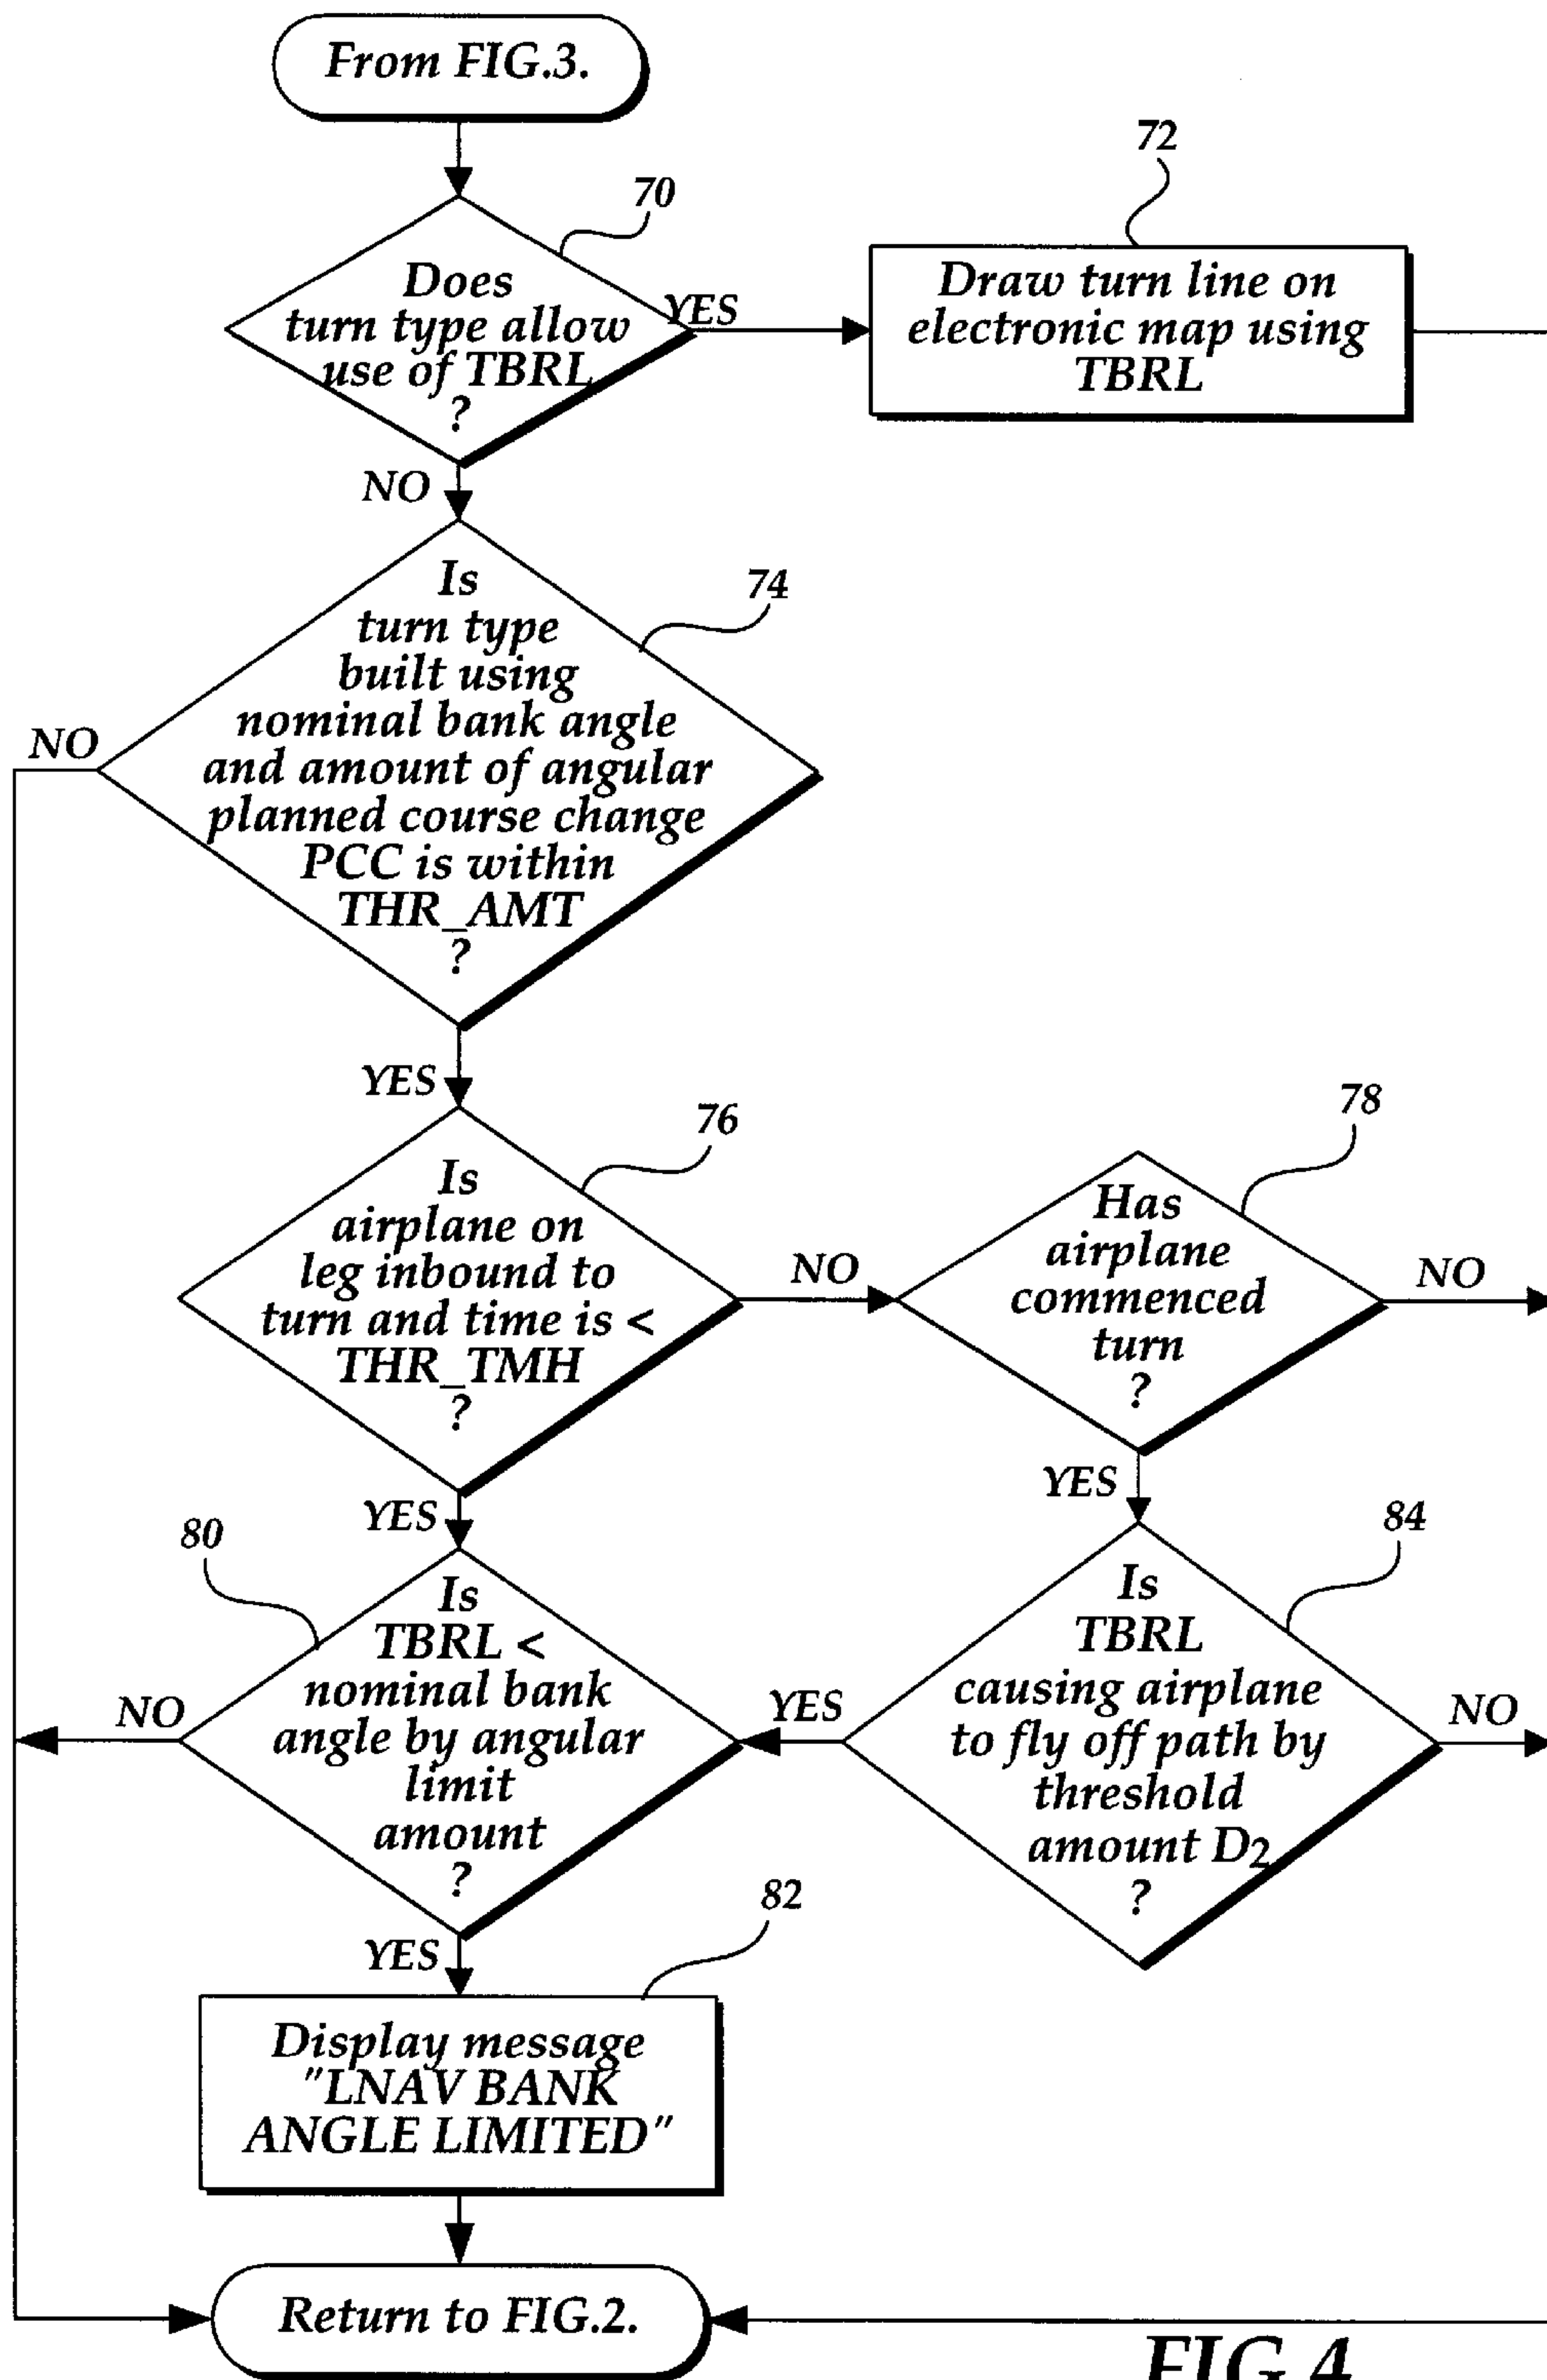 From FIG.3.
70
72
Does
turn type allow
use of TBRL
?
YES
Draw turn line on
electronic map using
TBRL
NO
74
Is
turn type
built using
nominal bank angle
and amount of angular
planned course change
PCC is within
THR_AMT
?
NO
YES
76
78
Is
airplane on
leg inbound to
turn and time is <
THR_TMH
?
NO
Has
airplane
commenced
turn
?
NO
YES
YES
80
84
Is
TBRL <
nominal bank
angle by angular
limit
amount
?
NO
YES
Is
TBRL
causing airplane
to fly off path by
threshold
amount D2
?
NO
YES
82
Display message
"LNAV BANK
ANGLE LIMITED"
Return to FIG.2.
FIG.4